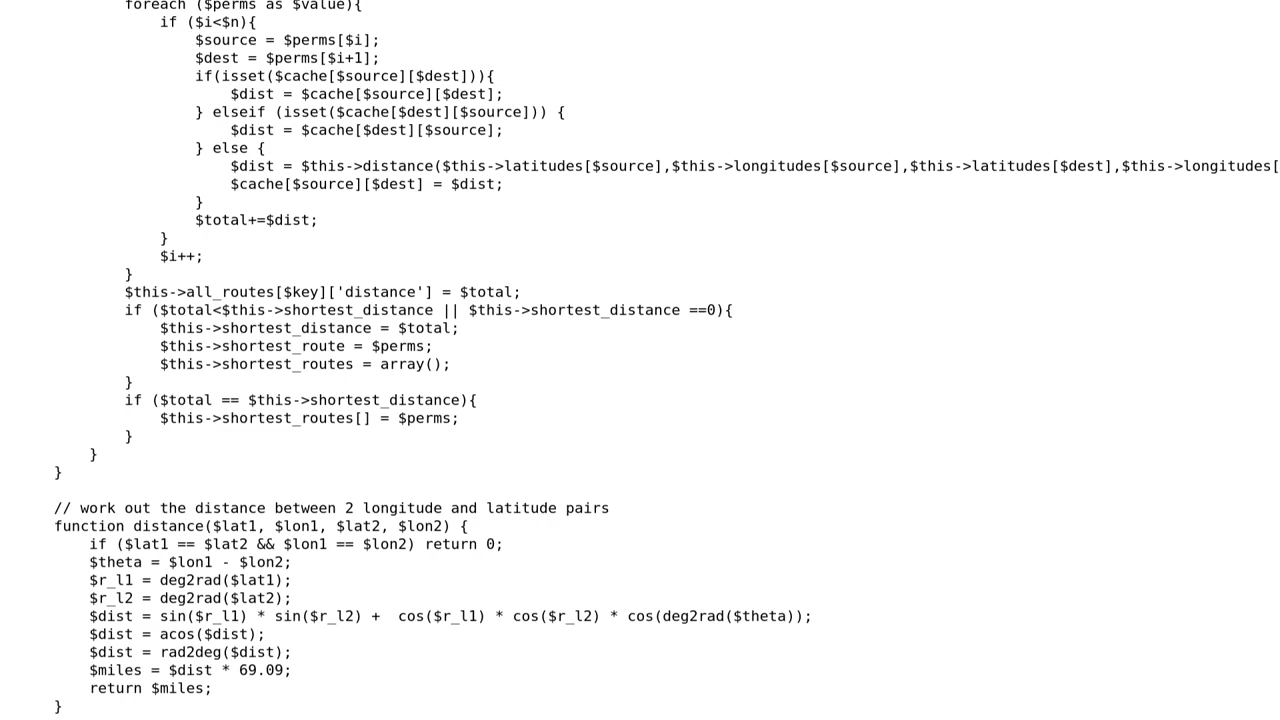 foreach ($perms as $value){
if ($i<$n){
$source = $perms[$i];
$dest = $perms[$i+1];
if(isset($cache[$source][$dest])){
$dist = $cache[$source][$dest];
} elseif (isset($cache[$dest][$source])) {
$dist = $cache[$dest][$source];
} else {
$dist = $this->distance($this->latitudes[$source],$this->longitudes[$source],$this->latitudes[$dest],$this->longitudes[
$cache[$source][$dest] = $dist;
}
$total+=$dist;
}
$i++;
}
$this->all_routes[$key]['distance'] = $total;
if ($total<$this->shortest_distance || $this->shortest_distance ==0){
$this->shortest_distance = $total;
$this->shortest_route = $perms;
$this->shortest_routes = array();
}
if ($total == $this->shortest_distance){
$this->shortest_routes[] = $perms;
}
}
}
// work out the distance between 2 longitude and latitude pairs
function distance($lat1, $lon1, $lat2, $lon2) {
if ($lat1 == $lat2 && $lon1 == $lon2) return 0;
$theta = $lon1 - $lon2;
$r_l1 = deg2rad($lat1);
$r_l2 = deg2rad($lat2);
$dist = sin($r_l1) * sin($r_l2) +  cos($r_l1) * cos($r_l2) * cos(deg2rad($theta));
$dist = acos($dist);
$dist = rad2deg($dist);
$miles = $dist * 69.09;
return $miles;
}